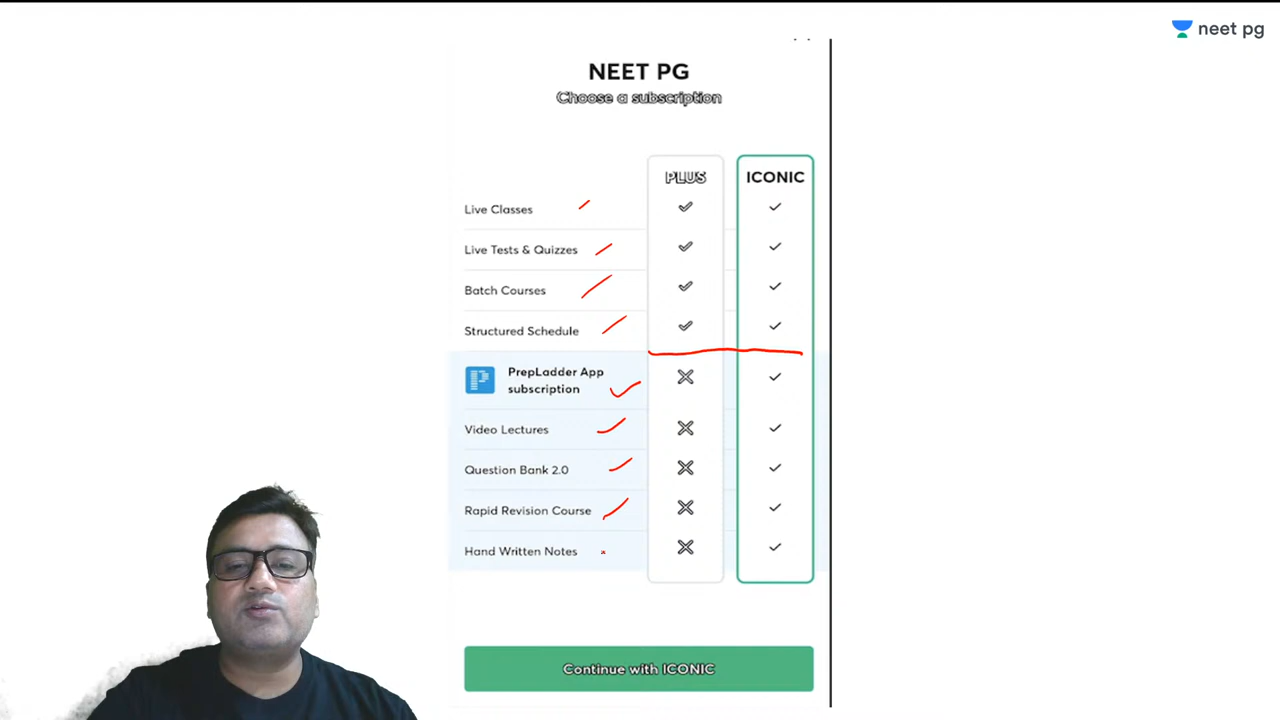 neet pg
NEET PG
Choose a subscription
PLUS ICONIC
Live Classes
Live Tests & Quizzes
Batch Courses
Structured Schedule
PrepLadder App
subscription
Video Lectures
Question Bank 2.0
Rapid Revision Course
Hand Written Notes
Continue with ICONIC